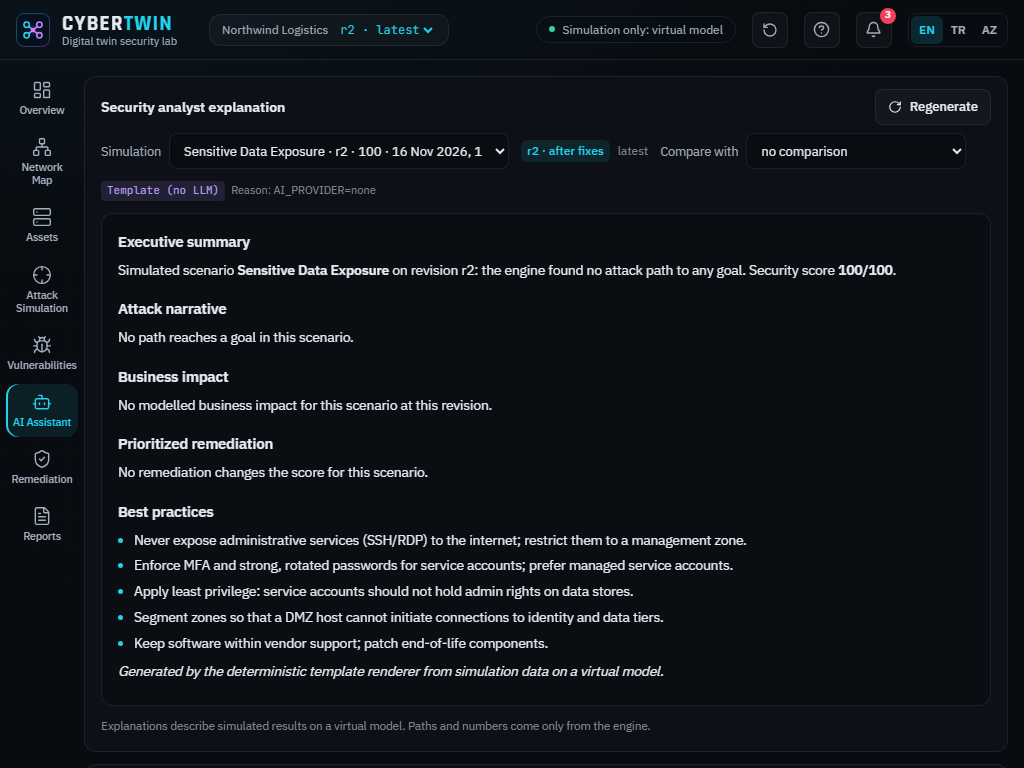 CYBERTWIN
Digital twin security lab
Northwind Logistics r2 · latest
Simulation only: virtual model
3
EN TR AZ
Overview
Network
Map
Assets
Attack
Simulation
Vulnerabilities
AI Assistant
Remediation
Reports
Security analyst explanation
Regenerate
Simulation Sensitive Data Exposure · r2 · 100 · 16 Nov 2026, 1 r2 · after fixes latest Compare with no comparison
Template (no LLM) Reason: AI_PROVIDER=none
Executive summary
Simulated scenario Sensitive Data Exposure on revision r2: the engine found no attack path to any goal. Security score 100/100.
Attack narrative
No path reaches a goal in this scenario.
Business impact
No modelled business impact for this scenario at this revision.
Prioritized remediation
No remediation changes the score for this scenario.
Best practices
Never expose administrative services (SSH/RDP) to the internet; restrict them to a management zone.
Enforce MFA and strong, rotated passwords for service accounts; prefer managed service accounts.
Apply least privilege: service accounts should not hold admin rights on data stores.
Segment zones so that a DMZ host cannot initiate connections to identity and data tiers.
Keep software within vendor support; patch end-of-life components.
Generated by the deterministic template renderer from simulation data on a virtual model.
Explanations describe simulated results on a virtual model. Paths and numbers come only from the engine.